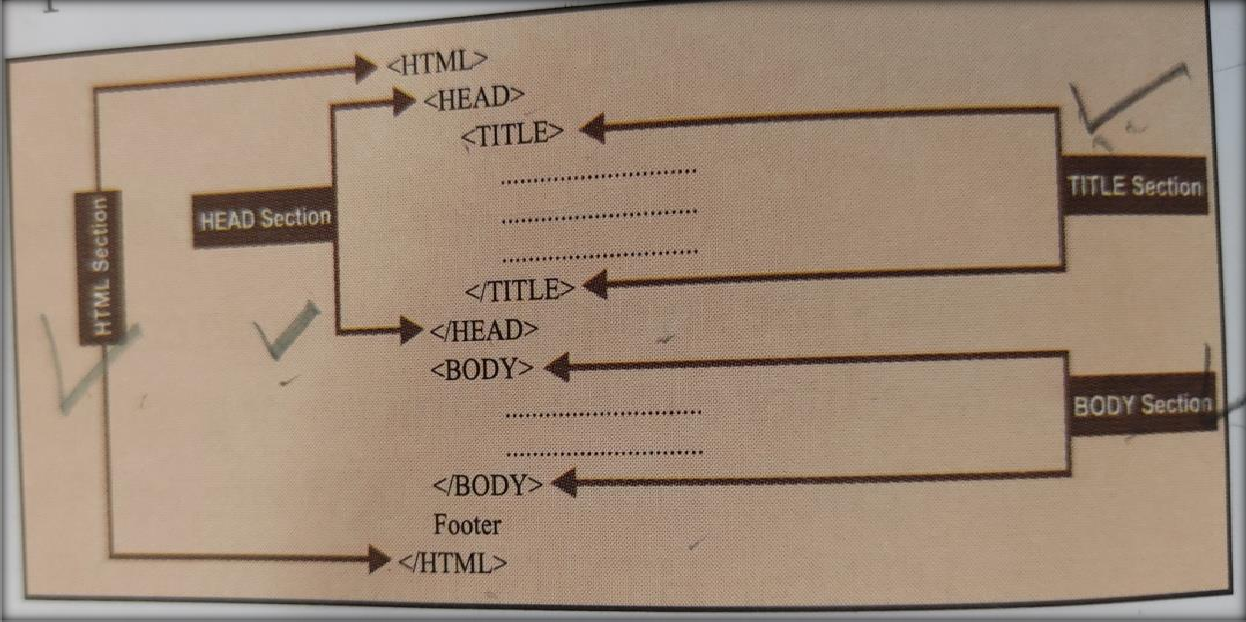 <HTML>
<HEAD>
<TITLE>
..................................................
..................................................
..................................................
</TITLE>
</HEAD>
<BODY>
..................................................
..................................................
</BODY>
Footer
</HTML>
HTML Section
HEAD Section
TITLE Section
BODY Section